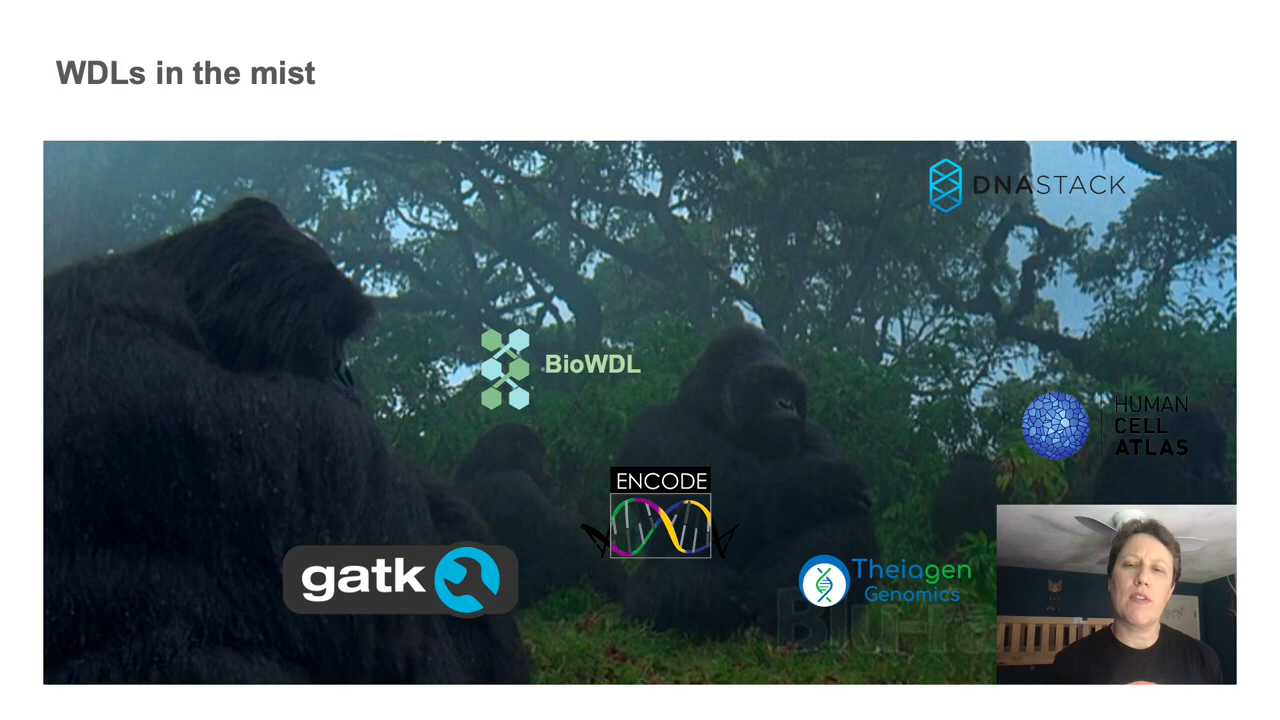 WDLs in the mist
DNASTACK
BioWDL
HUMAN
CELL
ATLAS
ENCODE
gatk
Theiagen
Genomics